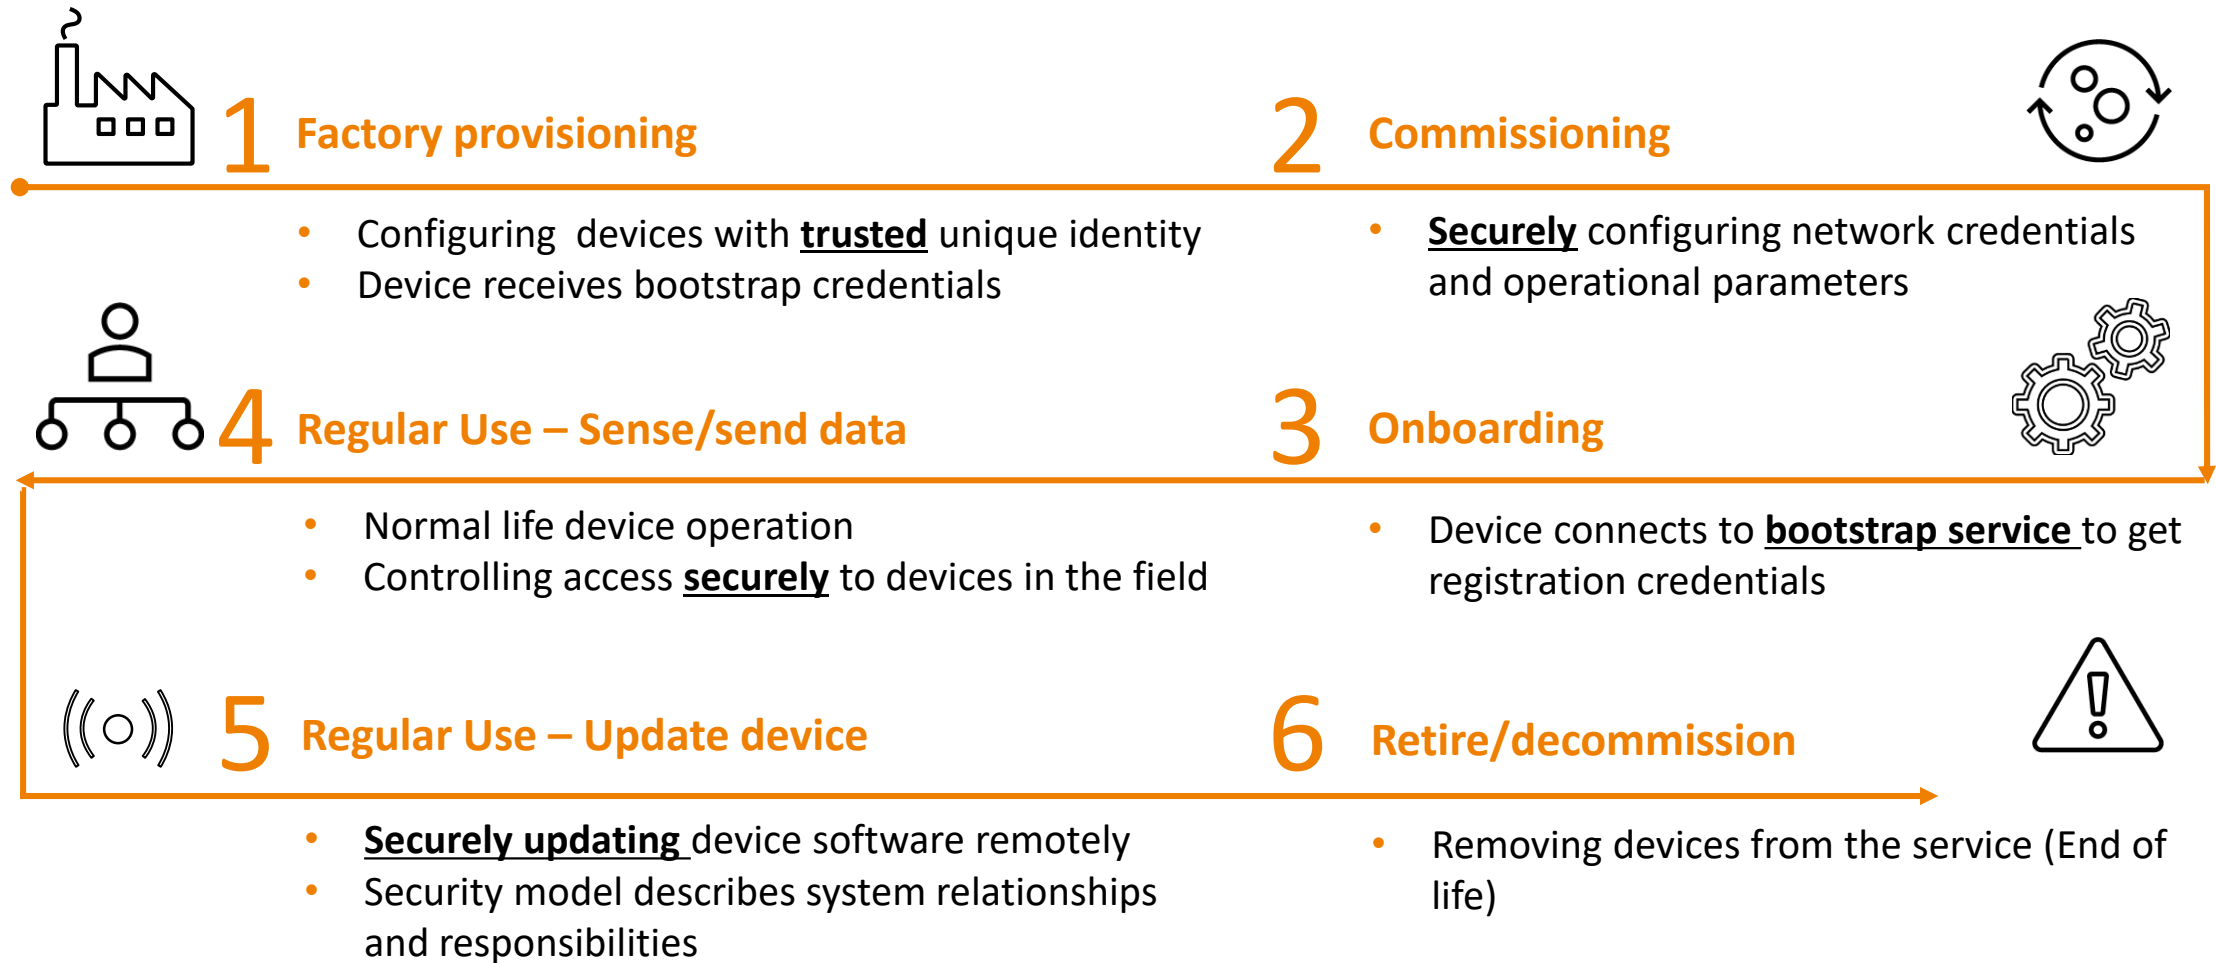 1 Factory provisioning
• Configuring devices with trusted unique identity
• Device receives bootstrap credentials
2 Commissioning
• Securely configuring network credentials
and operational parameters
3 Onboarding
• Device connects to bootstrap service to get
registration credentials
4 Regular Use – Sense/send data
• Normal life device operation
• Controlling access securely to devices in the field
5 Regular Use – Update device
• Securely updating device software remotely
• Security model describes system relationships
and responsibilities
6 Retire/decommission
• Removing devices from the service (End of
life)